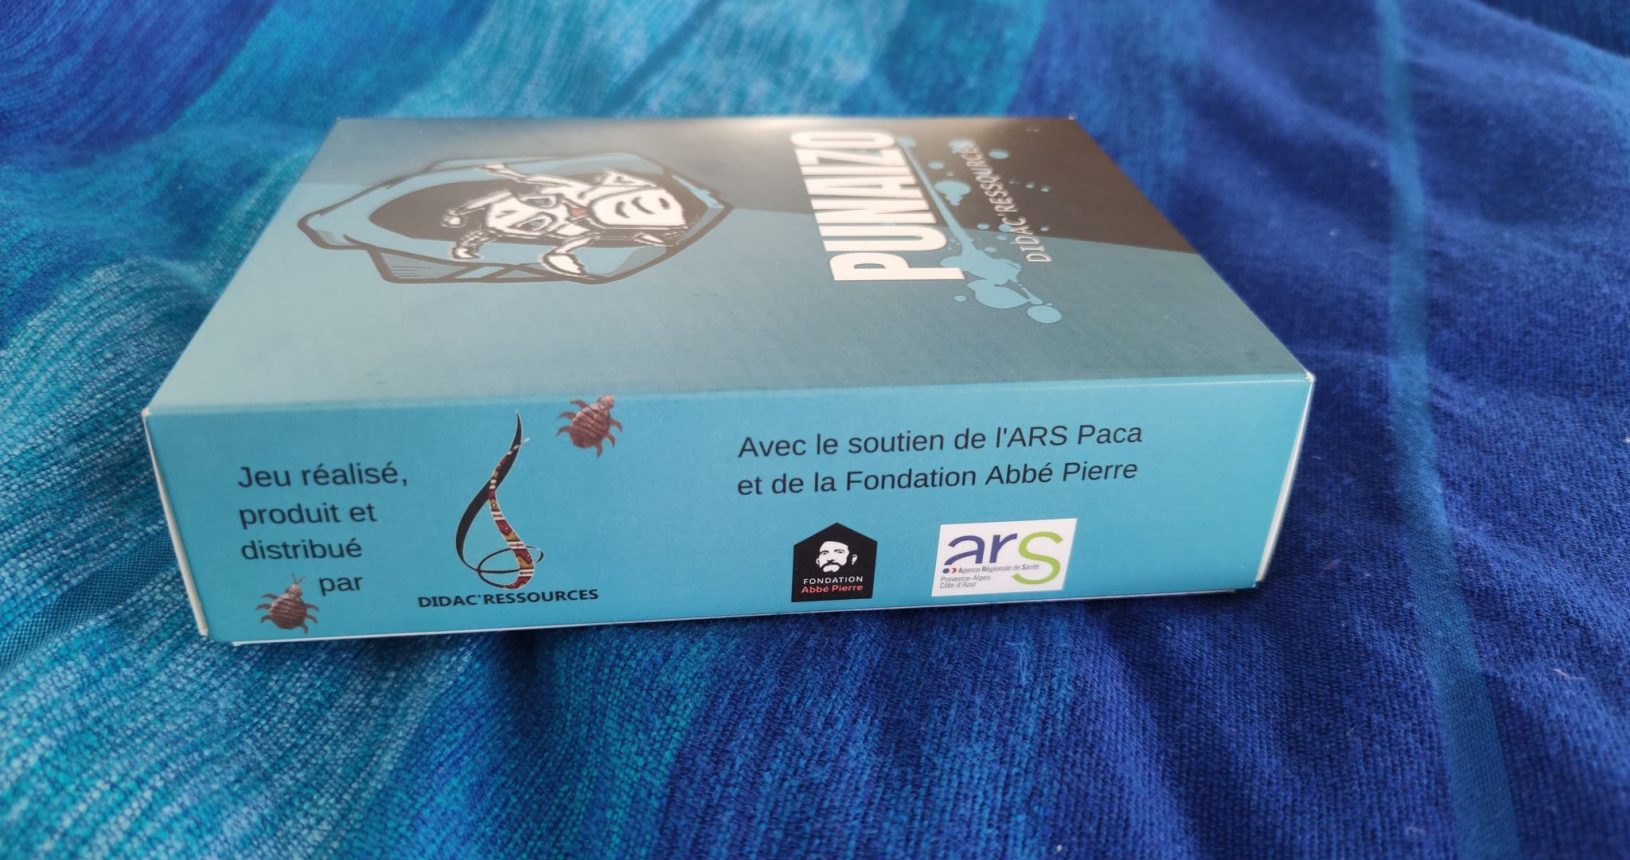 PUNAIZO
DIDAC'RESSOURCES
Jeu réalisé,
produit et
distribué
par
DIDAC'RESSOURCES
Avec le soutien de l'ARS Paca
et de la Fondation Abbé Pierre
FONDATION
Abbé Pierre
ars
Agence Régionale de Santé
Provence-Alpes
Côte d'Azur